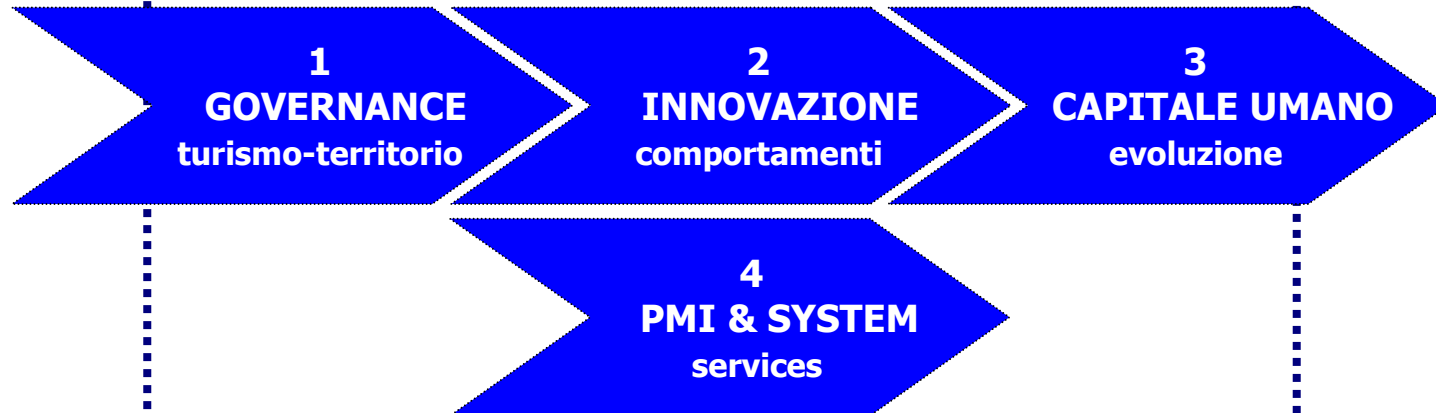 1
GOVERNANCE
turismo-territorio
2
INNOVAZIONE
comportamenti
3
CAPITALE UMANO
evoluzione
4
PMI & SYSTEM
services